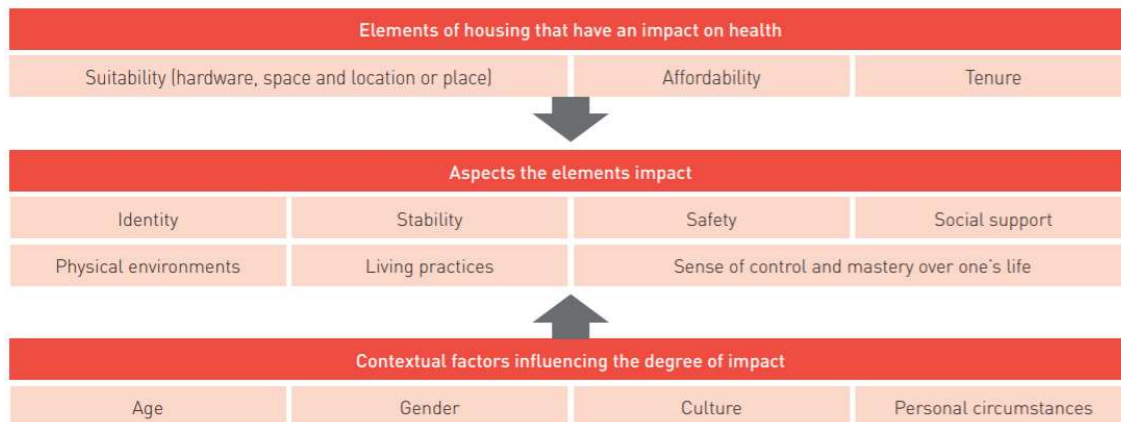 Elements of housing that have an impact on health
Suitability (hardware, space and location or place)
Affordability
Tenure
Aspects the elements impact
Identity
Stability
Safety
Social support
Physical environments
Living practices
Sense of control and mastery over one's life
Contextual factors influencing the degree of impact
Age
Gender
Culture
Personal circumstances